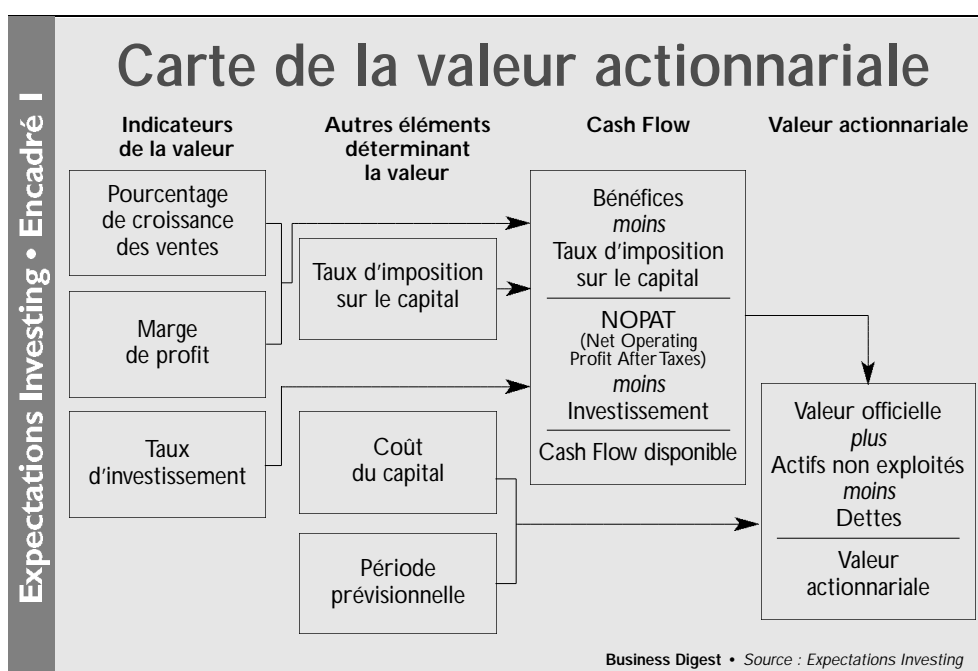 Expectations Investing • Encadré 1
Carte de la valeur actionnariale
Indicateurs
de la valeur
Pourcentage
de croissance
des ventes
Marge
de profit
Taux
d'investissement
Autres éléments
déterminant
la valeur
Taux d'imposition
sur le capital
Coût
du capital
Période
prévisionnelle
Cash Flow
Bénéfices
moins
Taux d'imposition
sur le capital
NOPAT
(Net Operating
Profit After Taxes)
moins
Investissement
Cash Flow disponible
Valeur actionnariale
Valeur officielle
plus
Actifs non exploités
moins
Dettes
Valeur
actionnariale
Business Digest • Source : Expectations Investing